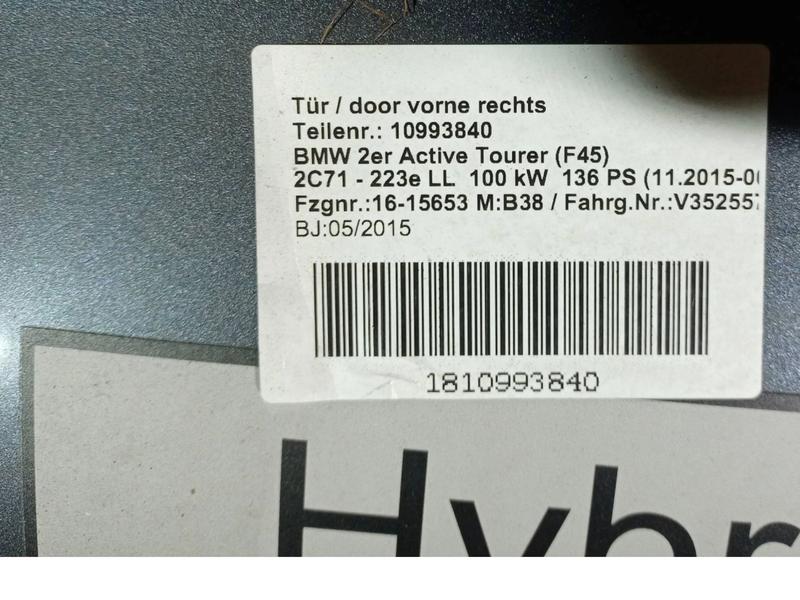 Tür / door vorne rechts
Teilenr.: 10993840
BMW 2er Active Tourer (F45)
2C71 - 223e LL 100 kW 136 PS (11.2015-0
Fzgnr.:16-15653 M:B38 / Fahrg.Nr.:V35255
BJ:05/2015
1810993840
Hybr